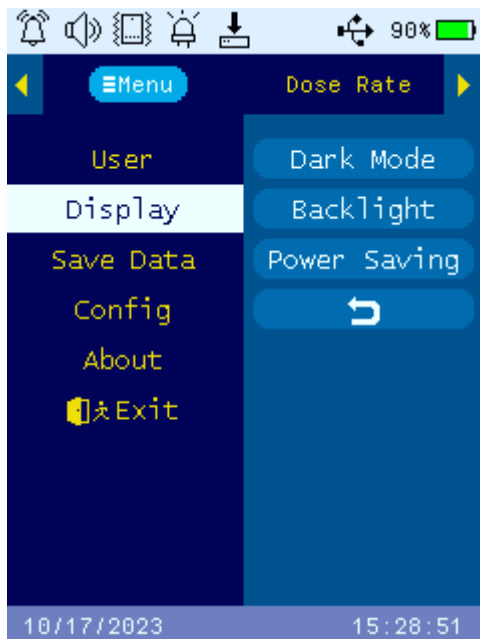 90%
Menu
Dose Rate
User
Dark Mode
Display
Backlight
Save Data
Power Saving
Config
About
Exit
10/17/2023
15:28:51